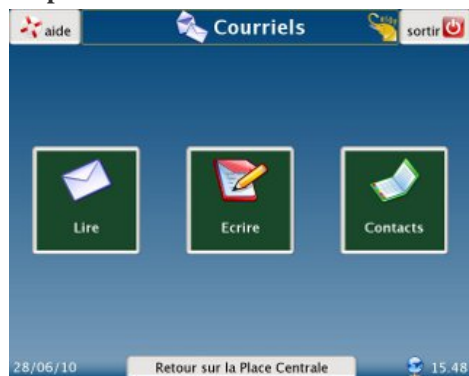 aide
Courriels
sortir
Lire
Ecrire
Contacts
28/06/10
Retour sur la Place Centrale
15.48